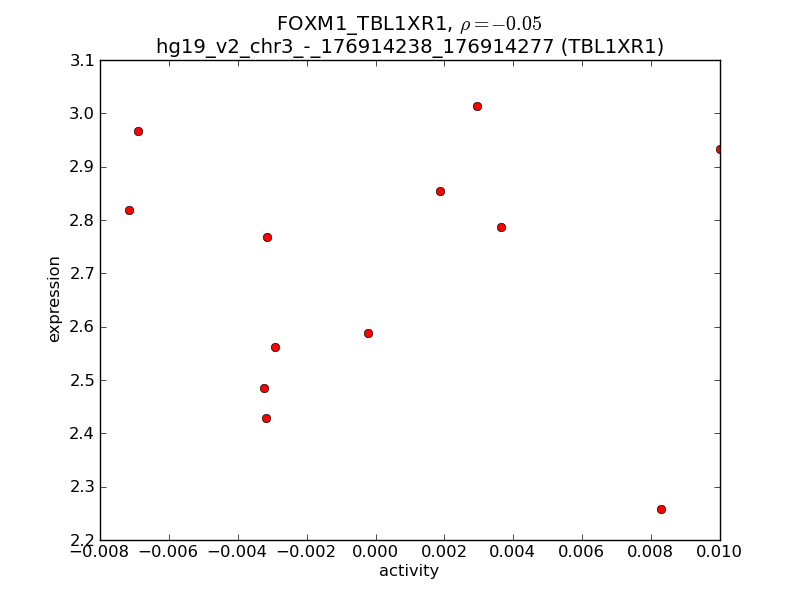 FOXM1_TBL1XR1, ρ = −0.05
hg19_v2_chr3_-_176914238_176914277 (TBL1XR1)
3.1
3.0
2.9
2.8
2.7
2.6
2.5
2.4
2.3
2.2
expression
−0.008 −0.006 −0.004 −0.002 0.000 0.002 0.004 0.006 0.008 0.010
activity